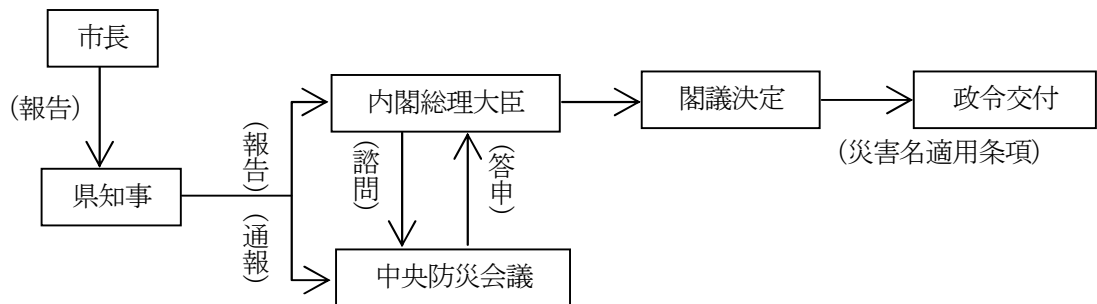 市長
(報告)
県知事
(報告)
(通報)
内閣総理大臣
(諮問)
(答申)
中央防災会議
閣議決定
政令交付
(災害名適用条項)